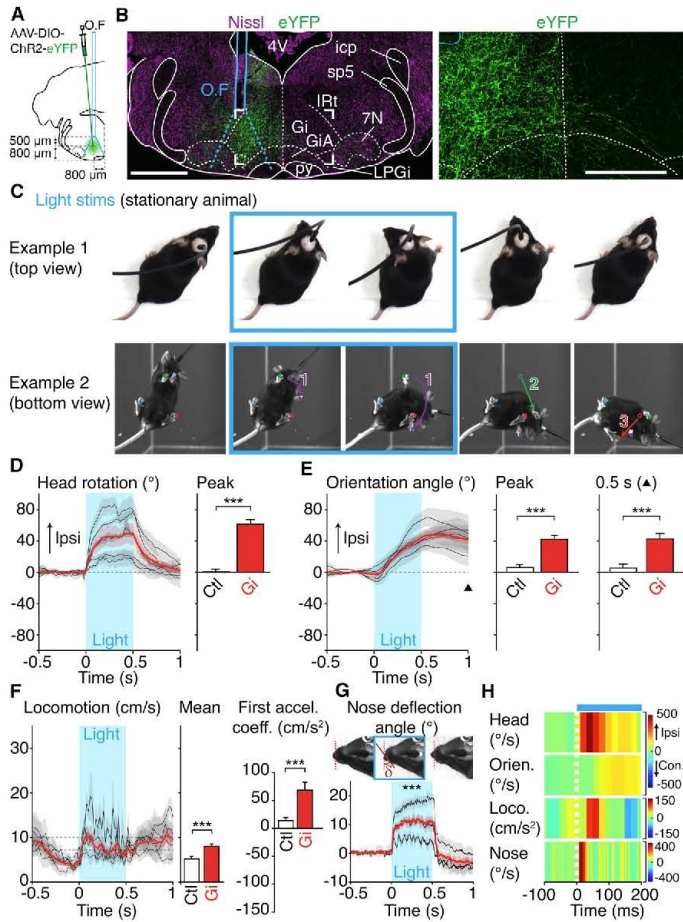 A
AAV-DIO-
ChR2-eYFP
O.F
500 μm
800 μm
800 μm
B
Nissl eYFP
eYFP
4V
icp
sp5
O.F
IRt
7N
Gi
GiA
py
LPGi
C
Light stims (stationary animal)
Example 1
(top view)
Example 2
(bottom view)
1
1
2
3
D
Head rotation (°)
Peak
80
40
0
-40
-80
Ipsi
***
Ctl
Gi
Light
-0.5 0 0.5 1
Time (s)
E
Orientation angle (°)
Peak
0.5 s (▲)
80
40
0
-40
-80
Ipsi
▲
***
***
Ctl
Gi
Ctl
Gi
Light
-0.5 0 0.5 1
Time (s)
F
Locomotion (cm/s)
Mean
First accel.
coeff. (cm/s²)
Light
30
20
10
0
***
Ctl
Gi
-0.5 0 0.5 1
Time (s)
100
50
0
-50
-100
-150
***
Ctl
Gi
G
Nose deflection
angle (°)
30
20
10
0
-10
***
Light
-0.5 0 0.5 1
Time (s)
H
Head
(°/s)
Orien.
(°/s)
Loco.
(cm/s²)
Nose
(°/s)
500
Ipsi
0
Con.
-500
150
0
-150
400
0
-400
-100 0 100 200
Time (ms)